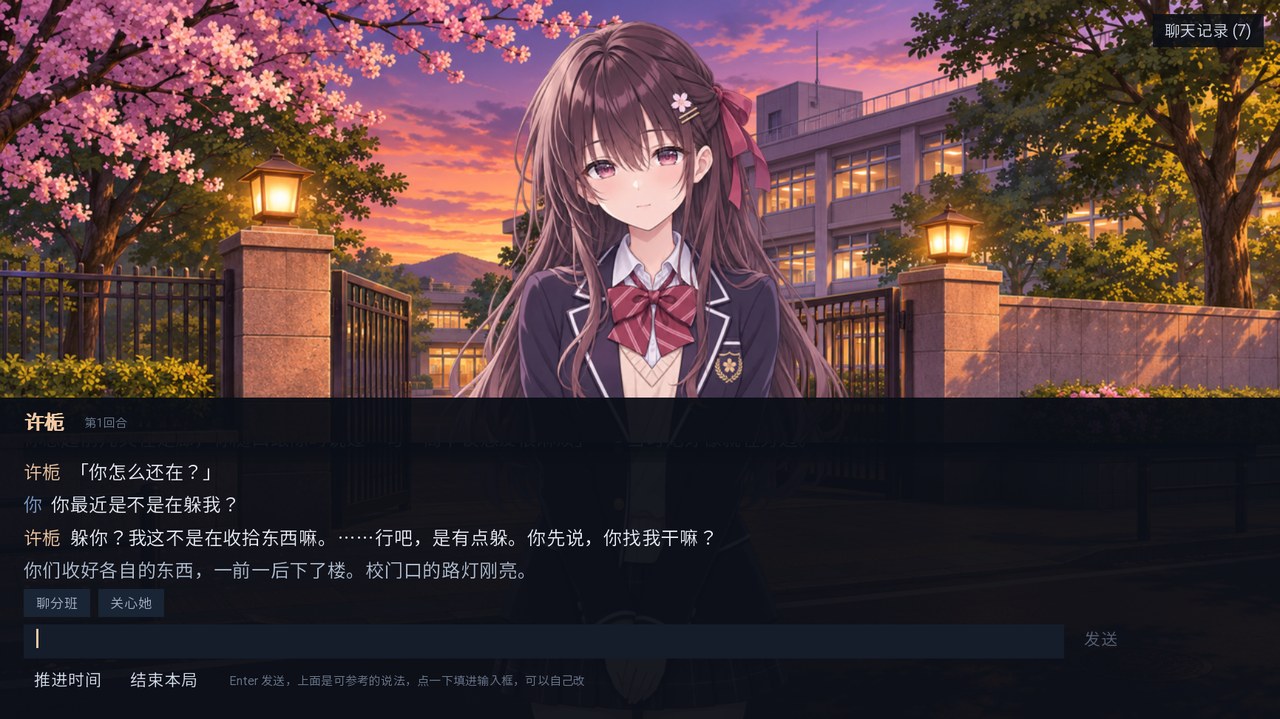 聊天记录 (7)
许栀 第1回合
许栀 「你怎么还在？」
你 你最近是不是在躲我？
许栀 躲你？我这不是在收拾东西嘛。……行吧，是有点躲。你先说，你找我干嘛？
你们收好各自的东西，一前一后下了楼。校门口的路灯刚亮。
聊分班 关心她
发送
推进时间 结束本局 Enter 发送，上面是可参考的说法，点一下填进输入框，可以自己改